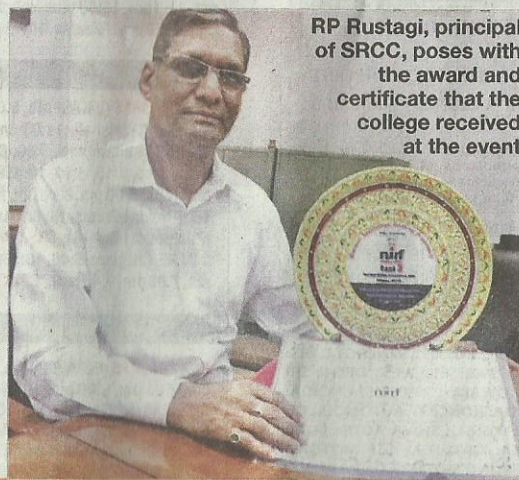 RP Rustagi, principal
of SRCC, poses with
the award and
certificate that the
college received
at the event
nirf
Rank
nirf